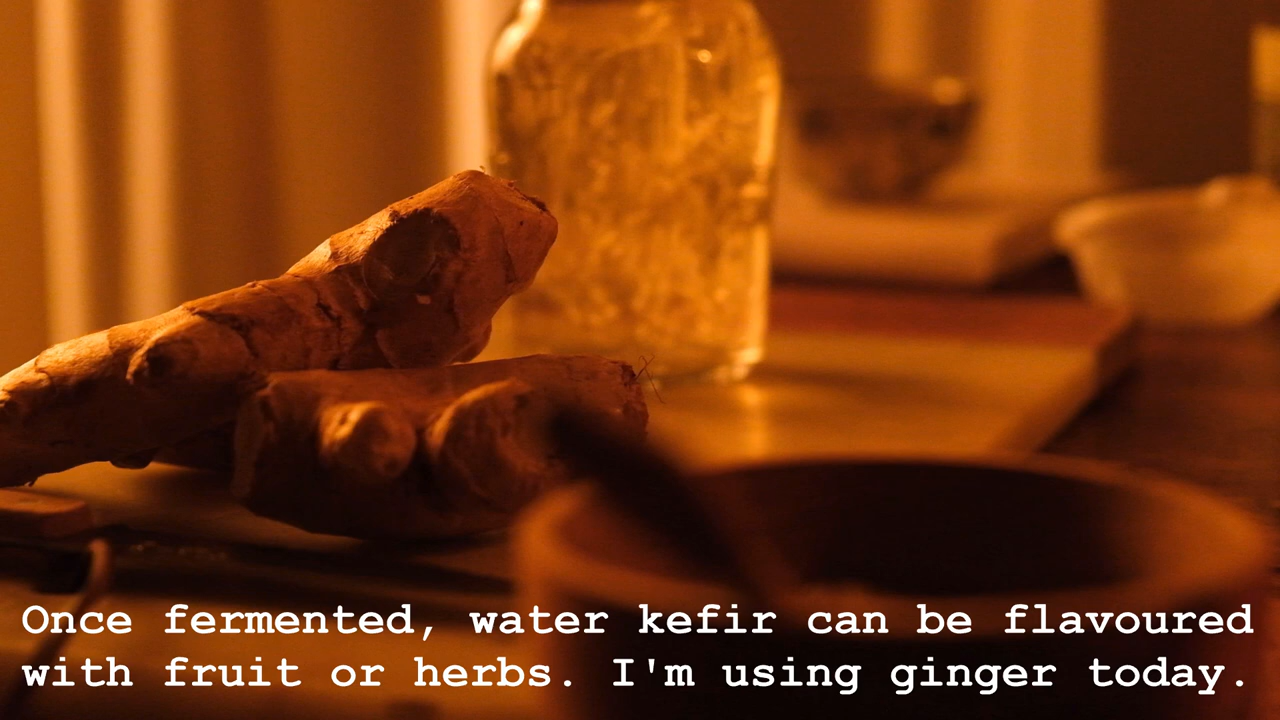 Once fermented, water kefir can be flavoured
with fruit or herbs. I'm using ginger today.